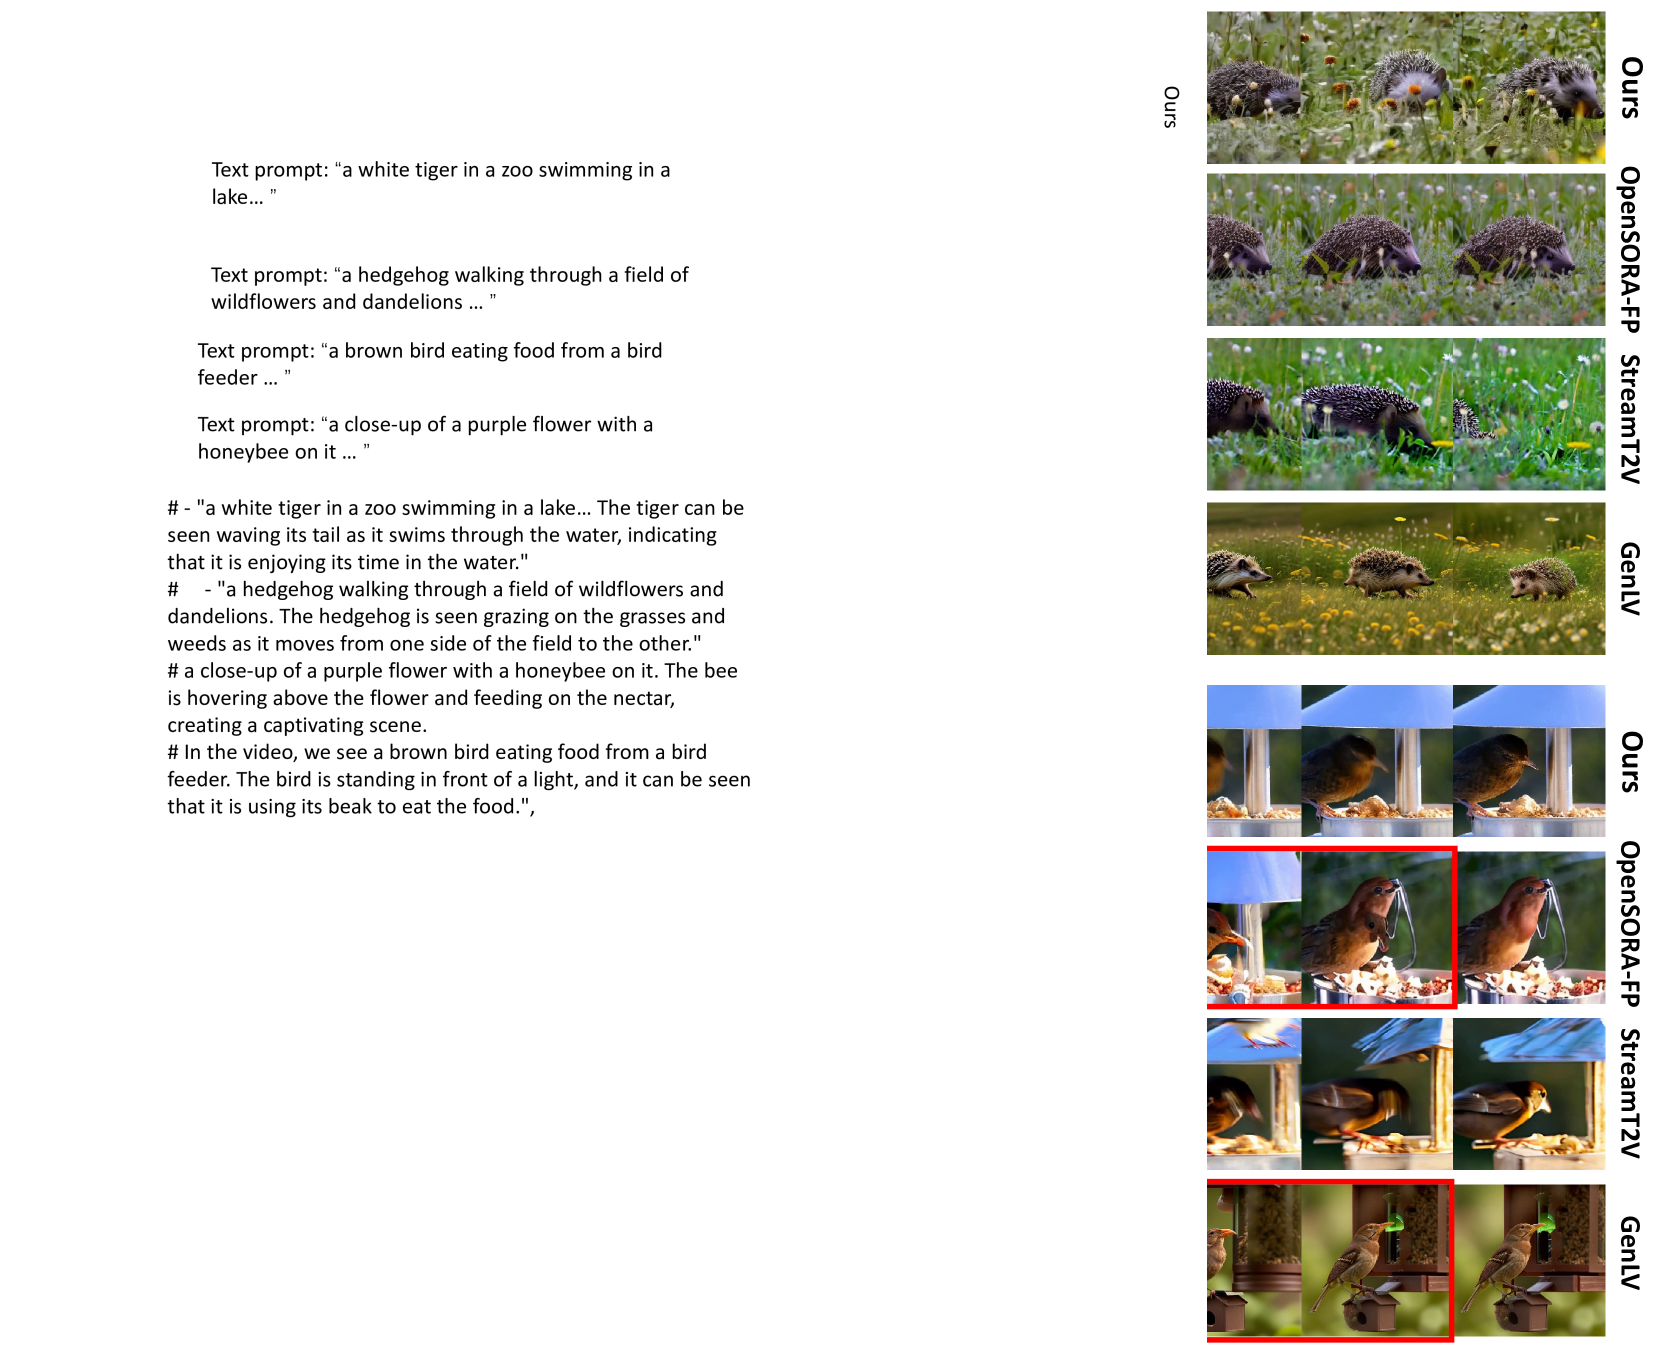 Text prompt: “a white tiger in a zoo swimming in a
lake… ”
Text prompt: “a hedgehog walking through a field of
wildflowers and dandelions … ”
Text prompt: “a brown bird eating food from a bird
feeder … ”
Text prompt: “a close-up of a purple flower with a
honeybee on it … ”
# - "a white tiger in a zoo swimming in a lake… The tiger can be
seen waving its tail as it swims through the water, indicating
that it is enjoying its time in the water."
#    - "a hedgehog walking through a field of wildflowers and
dandelions. The hedgehog is seen grazing on the grasses and
weeds as it moves from one side of the field to the other."
# a close-up of a purple flower with a honeybee on it. The bee
is hovering above the flower and feeding on the nectar,
creating a captivating scene.
# In the video, we see a brown bird eating food from a bird
feeder. The bird is standing in front of a light, and it can be seen
that it is using its beak to eat the food.",
Ours
Ours
OpenSORA-FP
StreamT2V
GenLV
Ours
OpenSORA-FP
StreamT2V
GenLV